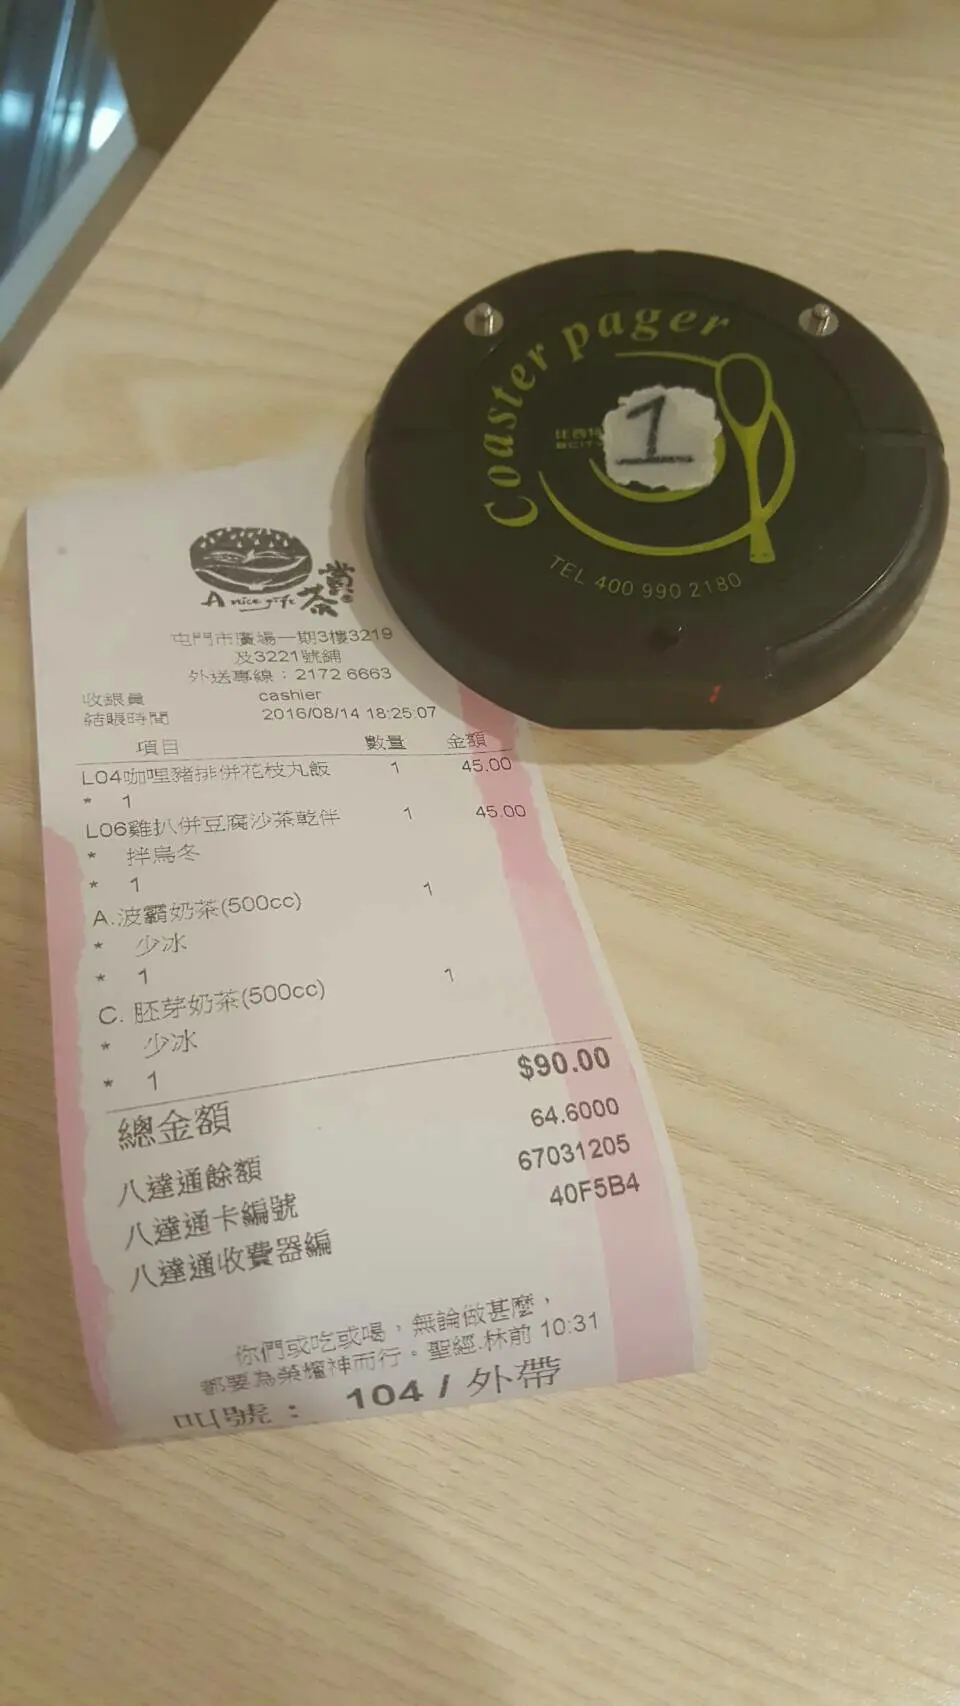 Coaster pager
1
TEL 400 990 2180
A nice gift 賞茶
屯門市廣場一期3樓3219
及3221號鋪
外送專線：2172 6663
收銀員 cashier
結賬時間 2016/08/14 18:25:07
項目 數量 金額
L04咖哩豬排併花枝丸飯 1 45.00
* 1
L06雞扒併豆腐沙茶乾伴 1 45.00
* 拌烏冬
* 1
A.波霸奶茶(500cc) 1
* 少冰
* 1
C. 胚芽奶茶(500cc) 1
* 少冰
* 1
總金額 $90.00
八達通餘額 64.6000
八達通卡編號 67031205
八達通收費器編 40F5B4
你們或吃或喝，無論做甚麼，
都要為榮耀神而行。聖經.林前 10:31
叫號： 104 / 外帶